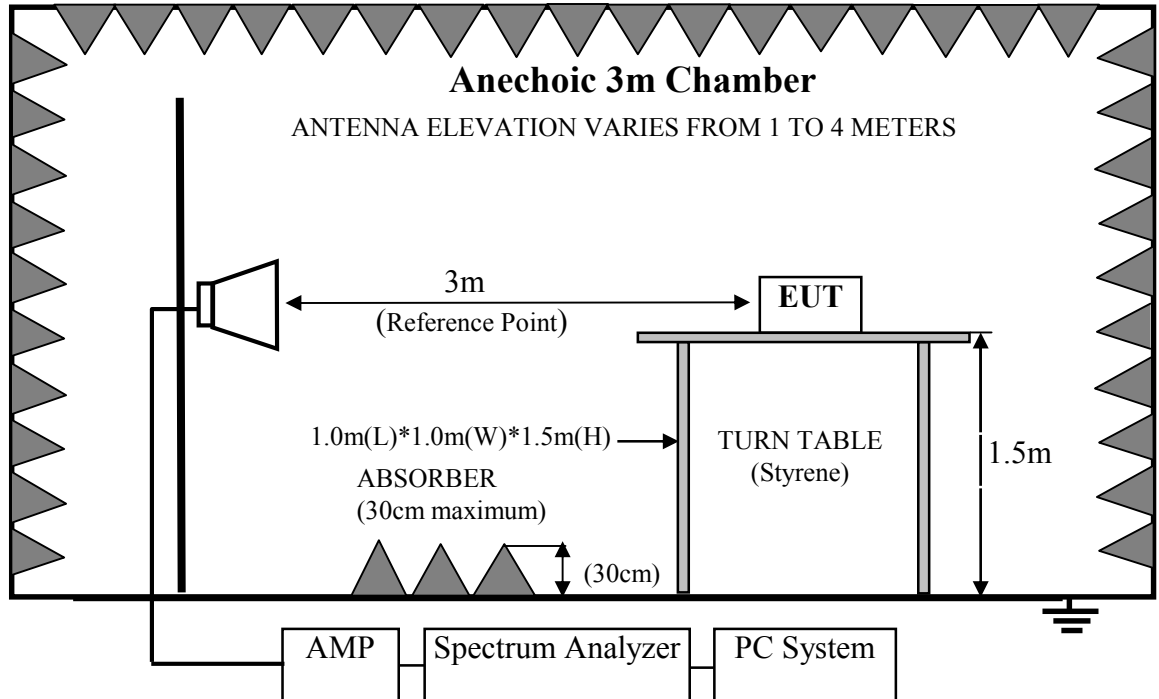 Anechoic 3m Chamber
ANTENNA ELEVATION VARIES FROM 1 TO 4 METERS
3m
(Reference Point)
EUT
1.0m(L)*1.0m(W)*1.5m(H)
ABSORBER
(30cm maximum)
TURN TABLE
(Styrene)
1.5m
(30cm)
AMP
Spectrum Analyzer
PC System